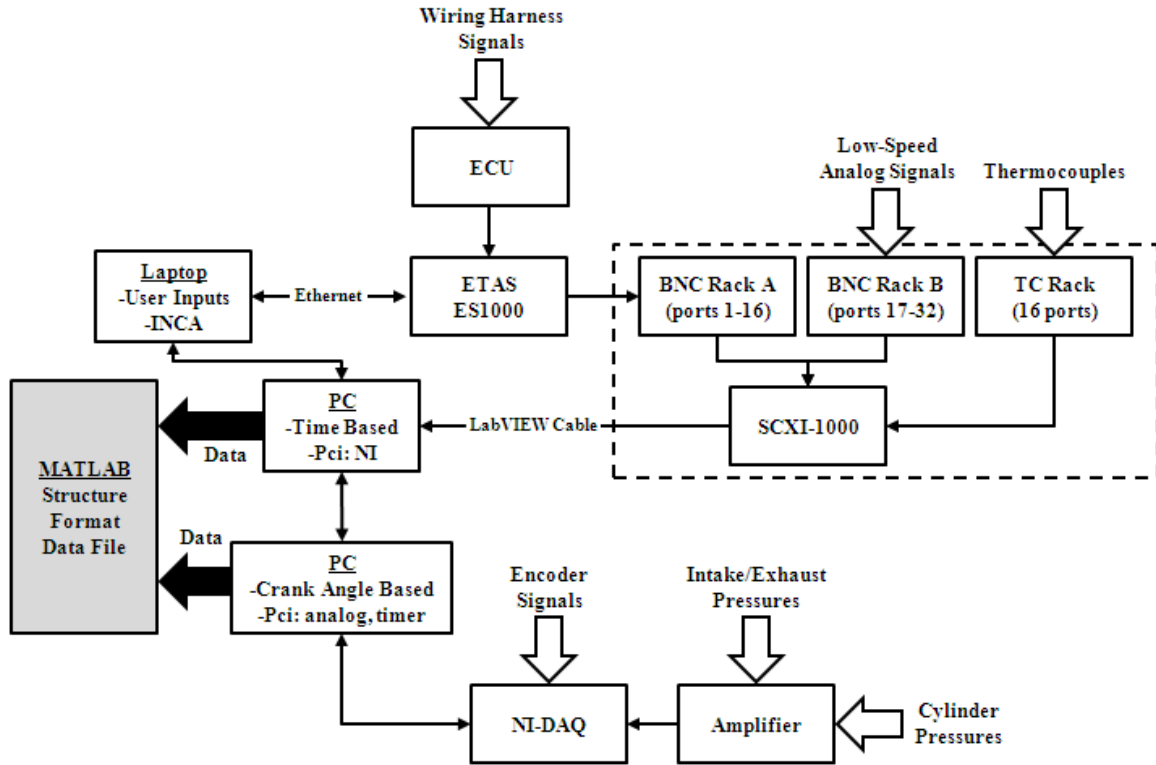 Wiring Harness
Signals
ECU
Low-Speed
Analog Signals
Thermocouples
Laptop
-User Inputs
-INCA
Ethernet
ETAS
ES1000
BNC Rack A
(ports 1-16)
BNC Rack B
(ports 17-32)
TC Rack
(16 ports)
PC
-Time Based
-Pci: NI
LabVIEW Cable
SCXI-1000
Data
MATLAB
Structure
Format
Data File
Data
PC
-Crank Angle Based
-Pci: analog, timer
Encoder
Signals
Intake/Exhaust
Pressures
NI-DAQ
Amplifier
Cylinder
Pressures